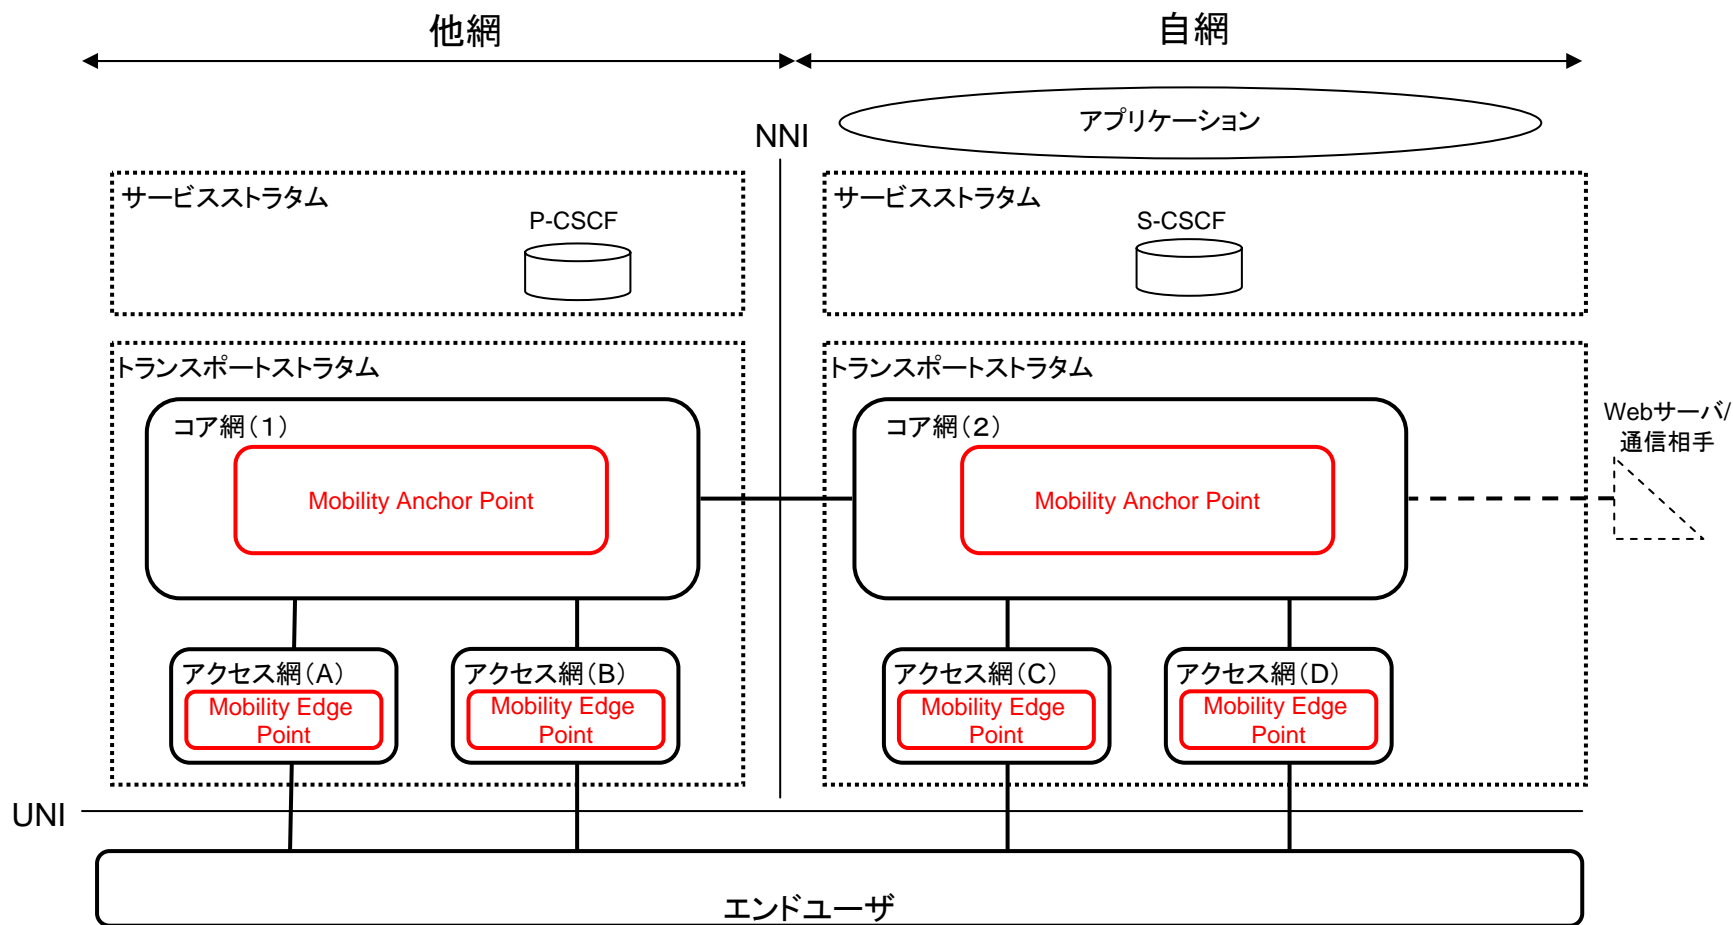 他網
自網
アプリケーション
NNI
サービスストラタム
P-CSCF
サービスストラタム
S-CSCF
トランスポートストラタム
コア網(1)
Mobility Anchor Point
トランスポートストラタム
コア網(2)
Mobility Anchor Point
Webサーバ/
通信相手
アクセス網(A)
Mobility Edge
Point
アクセス網(B)
Mobility Edge
Point
アクセス網(C)
Mobility Edge
Point
アクセス網(D)
Mobility Edge
Point
UNI
エンドユーザ